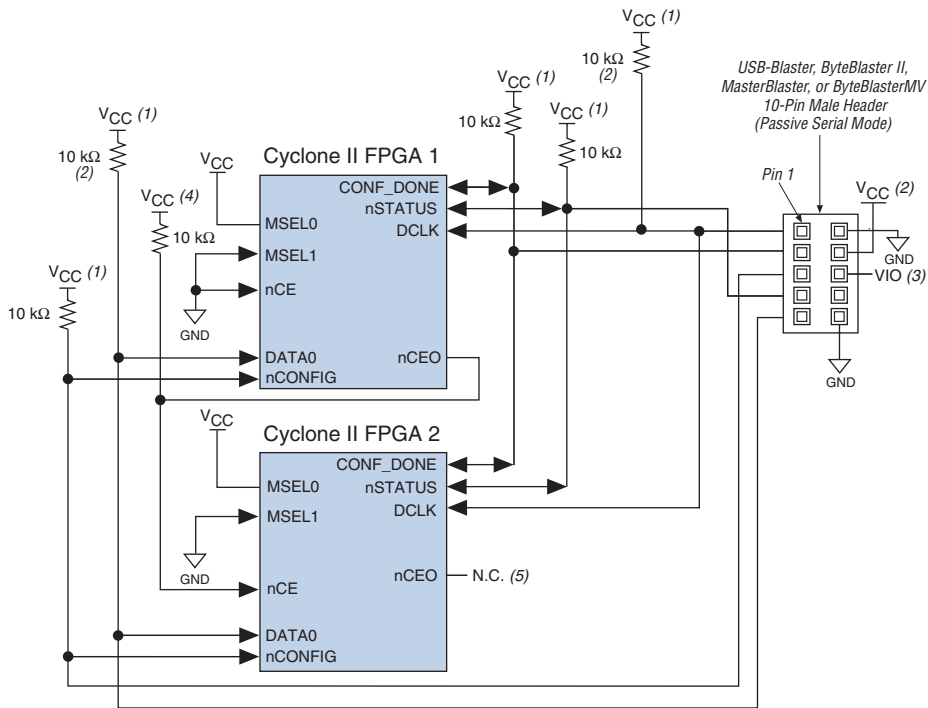 VCC (1)
10 kΩ
(2)
VCC (1)
10 kΩ
VCC (1)
10 kΩ
USB-Blaster, ByteBlaster II,
MasterBlaster, or ByteBlasterMV
10-Pin Male Header
(Passive Serial Mode)
Pin 1
VCC (2)
GND
VIO (3)
GND
VCC (1)
10 kΩ
(2)
VCC (4)
10 kΩ
VCC (1)
10 kΩ
VCC
Cyclone II FPGA 1
CONF_DONE
nSTATUS
DCLK
MSEL0
MSEL1
nCE
GND
DATA0
nCONFIG
nCEO
VCC
Cyclone II FPGA 2
CONF_DONE
nSTATUS
DCLK
MSEL0
MSEL1
GND
nCEO
N.C. (5)
nCE
DATA0
nCONFIG